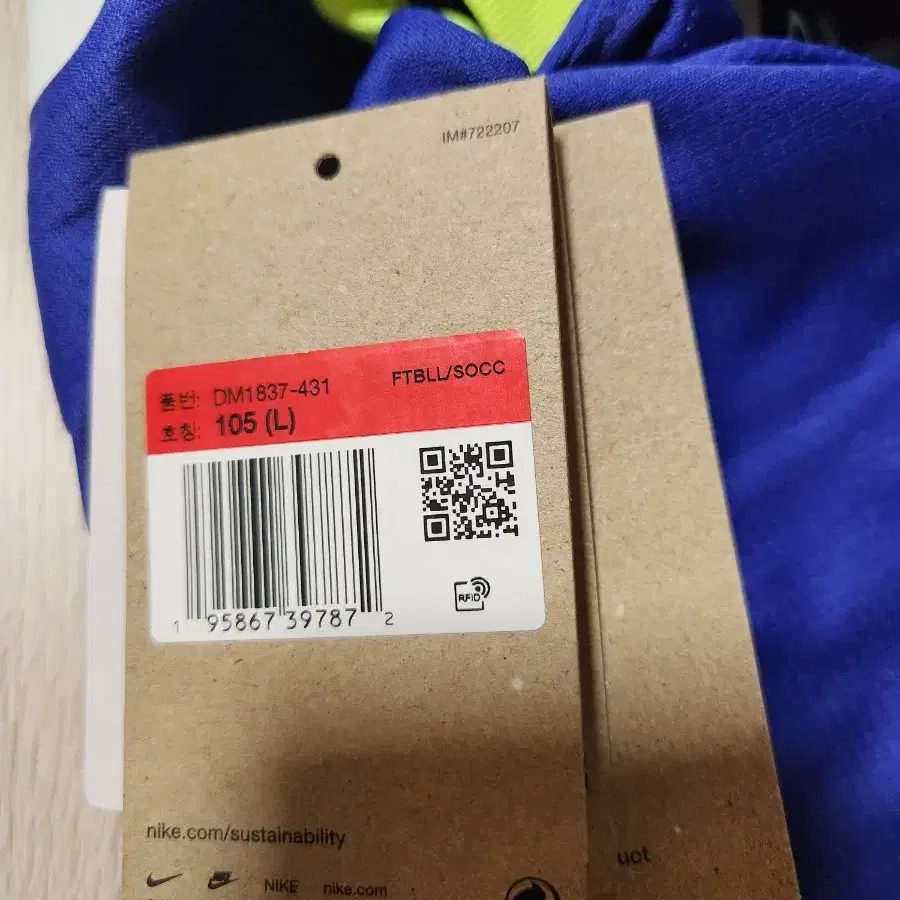 IM#722207
품번: DM1837-431
FTBLL/SOCC
호칭: 105 (L)
1 95867 39787 2
RFID
nike.com/sustainability
NIKE nike.com
uot